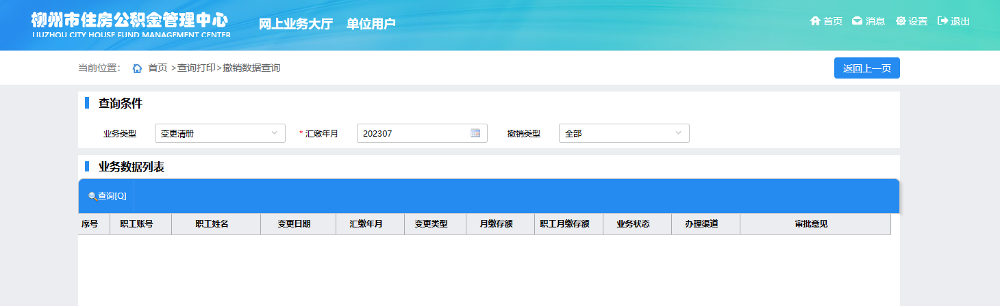 柳州市住房公积金管理中心
LIUZHOU CITY HOUSE FUND MANAGEMENT CENTER
网上业务大厅 单位用户
首页 消息 设置 退出
当前位置： 首页 >查询打印>撤销数据查询
返回上一页
查询条件
业务类型 变更清册 * 汇缴年月 202307 撤销类型 全部
业务数据列表
查询[Q]
序号 职工账号 职工姓名 变更日期 汇缴年月 变更类型 月缴存额 职工月缴存额 业务状态 办理渠道 审批意见